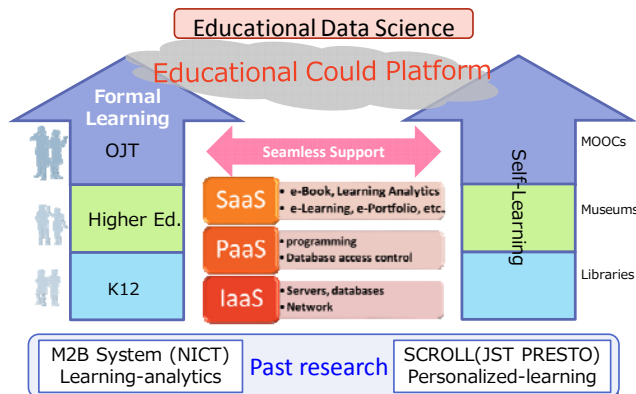 Educational Data Science
Educational Could Platform
Formal
Learning
OJT
Higher Ed.
K12
Seamless Support
SaaS
• e-Book, Learning Analytics
• e-Learning, e-Portfolio, etc.
PaaS
• programming
• Database access control
IaaS
• Servers, databases
• Network
Self-Learning
MOOCs
Museums
Libraries
M2B System (NICT)
Learning-analytics
Past research
SCROLL(JST PRESTO)
Personalized-learning